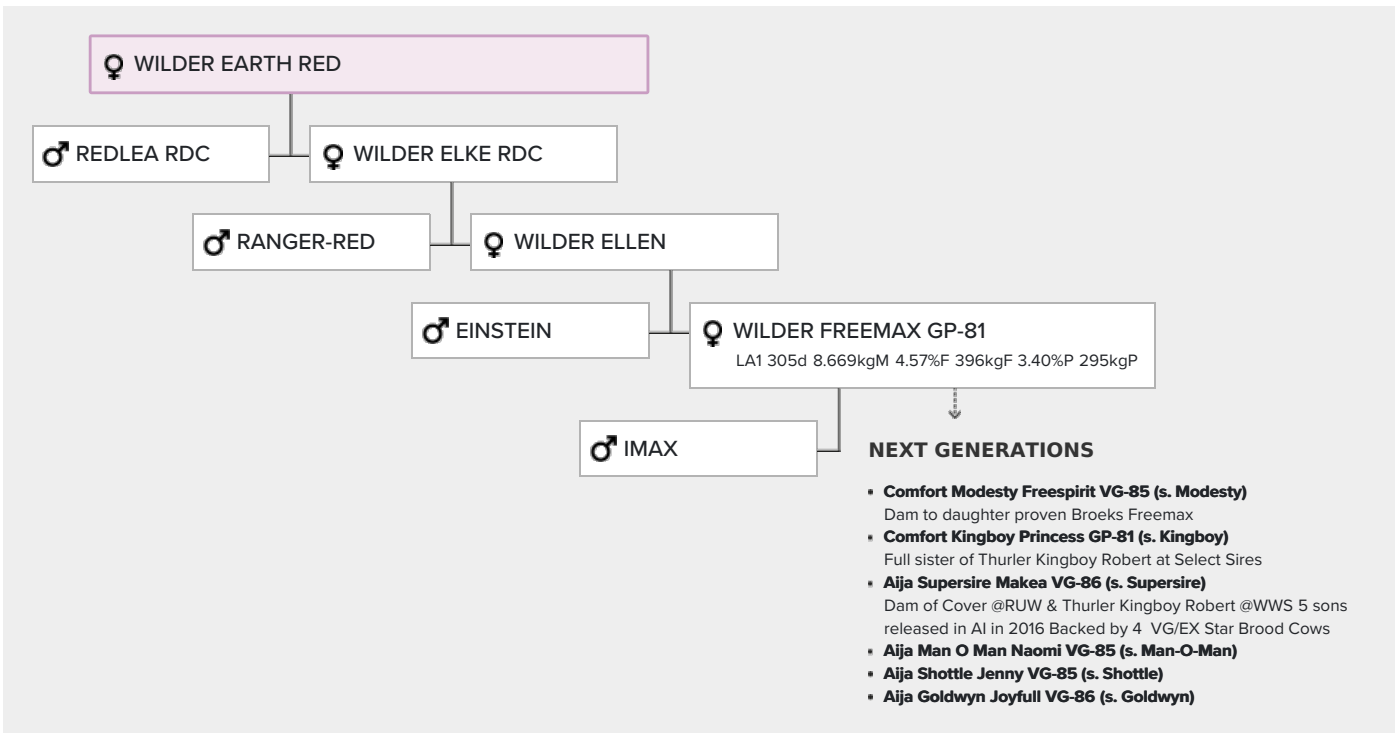 WILDER EARTH RED
REDLEA RDC
WILDER ELKE RDC
RANGER-RED
WILDER ELLEN
EINSTEIN
WILDER FREEMAX GP-81
LA1 305d 8.669kgM 4.57%F 396kgF 3.40%P 295kgP
IMAX
NEXT GENERATIONS
Comfort Modesty Freespirit VG-85 (s. Modesty)
Dam to daughter proven Broeks Freemax
Comfort Kingboy Princess GP-81 (s. Kingboy)
Full sister of Thurler Kingboy Robert at Select Sires
Aija Supersire Makea VG-86 (s. Supersire)
Dam of Cover @RUW & Thurler Kingboy Robert @WWS 5 sons
released in AI in 2016 Backed by 4 VG/EX Star Brood Cows
Aija Man O Man Naomi VG-85 (s. Man-O-Man)
Aija Shottle Jenny VG-85 (s. Shottle)
Aija Goldwyn Joyfull VG-86 (s. Goldwyn)